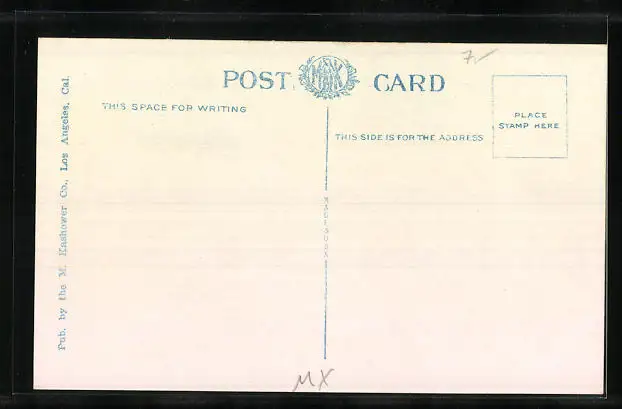 7,-
POST CARD
THIS SPACE FOR WRITING
THIS SIDE IS FOR THE ADDRESS
PLACE
STAMP HERE
Pub. by the M. Kashower Co., Los Angeles, Cal.
MX